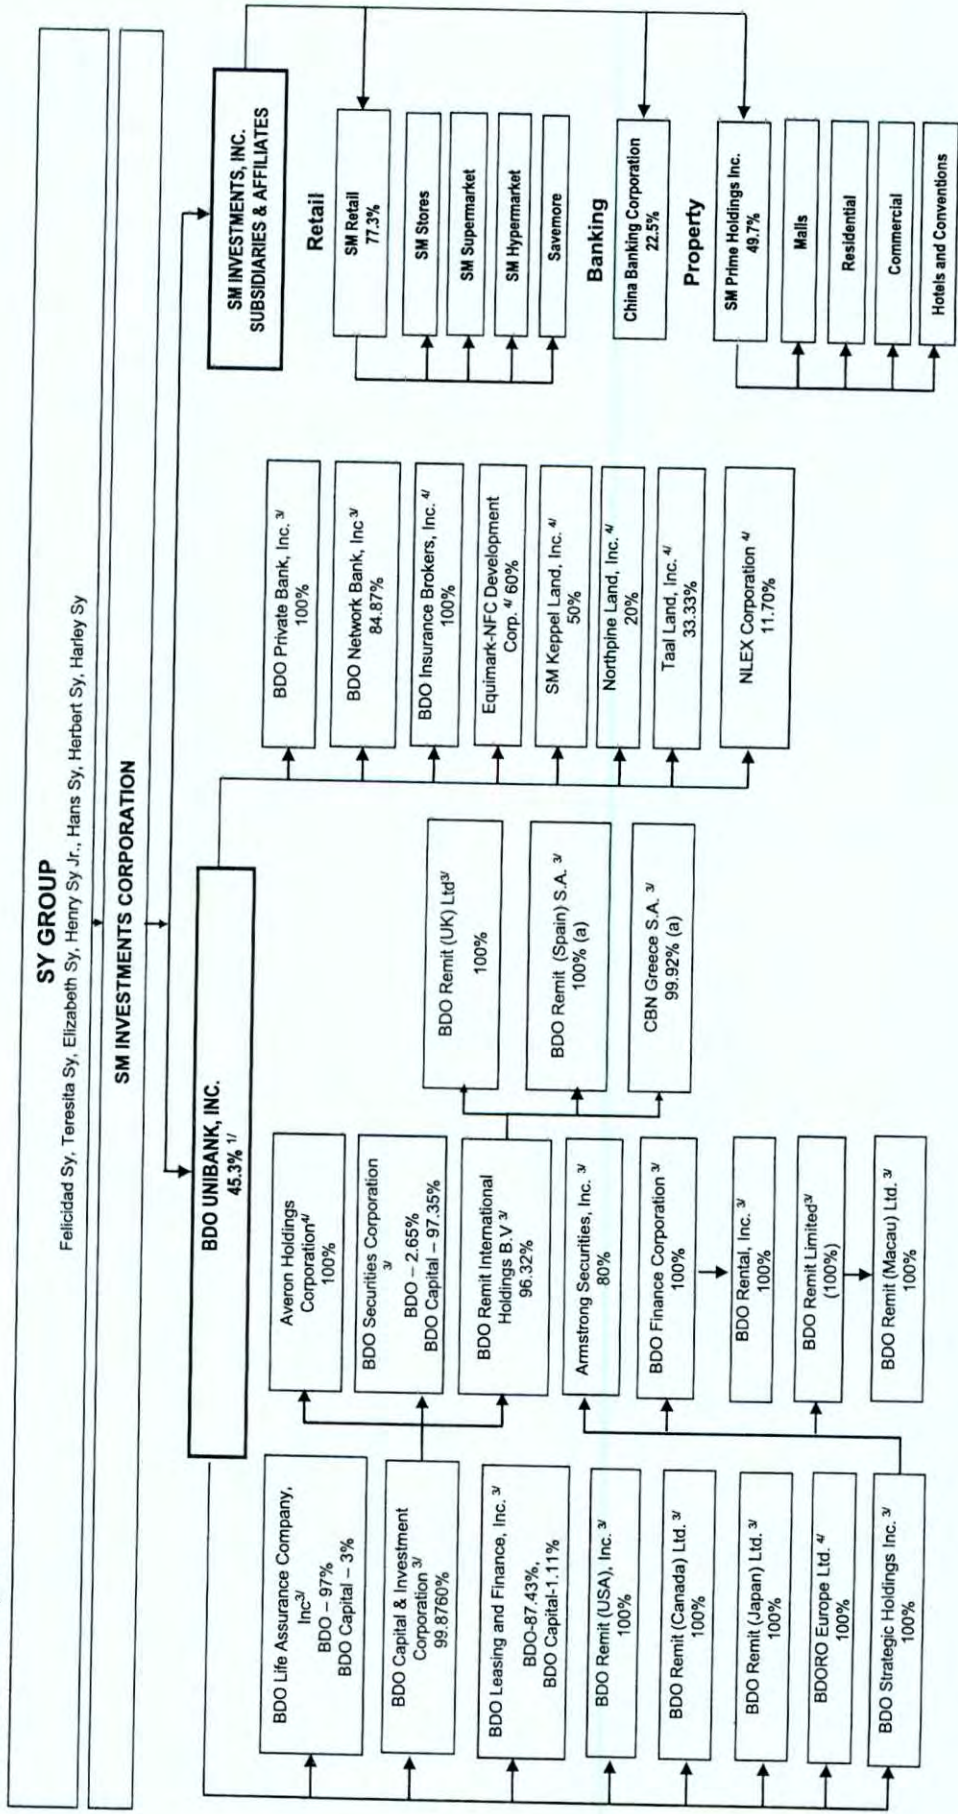 SY GROUP
Felicidad Sy, Teresita Sy, Elizabeth Sy, Henry Sy Jr., Hans Sy, Herbert Sy, Harley Sy
SM INVESTMENTS CORPORATION
BDO UNIBANK, INC.
45.3% 1/
SM INVESTMENTS, INC.
SUBSIDIARIES & AFFILIATES
BDO Life Assurance Company,
Inc3/
BDO – 97%
BDO Capital – 3%
BDO Capital & Investment
Corporation 3/
99.8760%
BDO Leasing and Finance, Inc. 3/
BDO-87.43%,
BDO Capital-1.11%
BDO Remit (USA), Inc. 3/
100%
BDO Remit (Canada) Ltd. 3/
100%
BDO Remit (Japan) Ltd. 3/
100%
BDORO Europe Ltd. 4/
100%
BDO Strategic Holdings Inc. 3/
100%
Averon Holdings
Corporation4/
100%
BDO Securities Corporation
3/
BDO – 2.65%
BDO Capital – 97.35%
BDO Remit International
Holdings B.V 3/
96.32%
Armstrong Securities, Inc. 3/
80%
BDO Finance Corporation 3/
100%
BDO Rental, Inc. 3/
100%
BDO Remit Limited3/
(100%)
BDO Remit (Macau) Ltd. 3/
100%
BDO Remit (UK) Ltd3/
100%
BDO Remit (Spain) S.A. 3/
100% (a)
CBN Greece S.A. 3/
99.92% (a)
BDO Private Bank, Inc. 3/
100%
BDO Network Bank, Inc 3/
84.87%
BDO Insurance Brokers, Inc. 4/
100%
Equimark-NFC Development
Corp. 4/ 60%
SM Keppel Land, Inc. 4/
50%
Northpine Land, Inc. 4/
20%
Taal Land, Inc. 4/
33.33%
NLEX Corporation 4/
11.70%
Retail
SM Retail
77.3%
SM Stores
SM Supermarket
SM Hypermarket
Savemore
Banking
China Banking Corporation
22.5%
Property
SM Prime Holdings Inc.
49.7%
Malls
Residential
Commercial
Hotels and Conventions